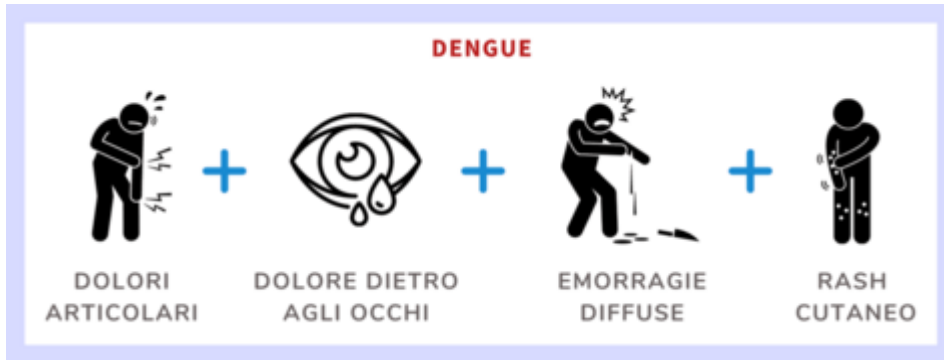 DENGUE
DOLORI
ARTICOLARI
DOLORE DIETRO
AGLI OCCHI
EMORRAGIE
DIFFUSE
RASH
CUTANEO